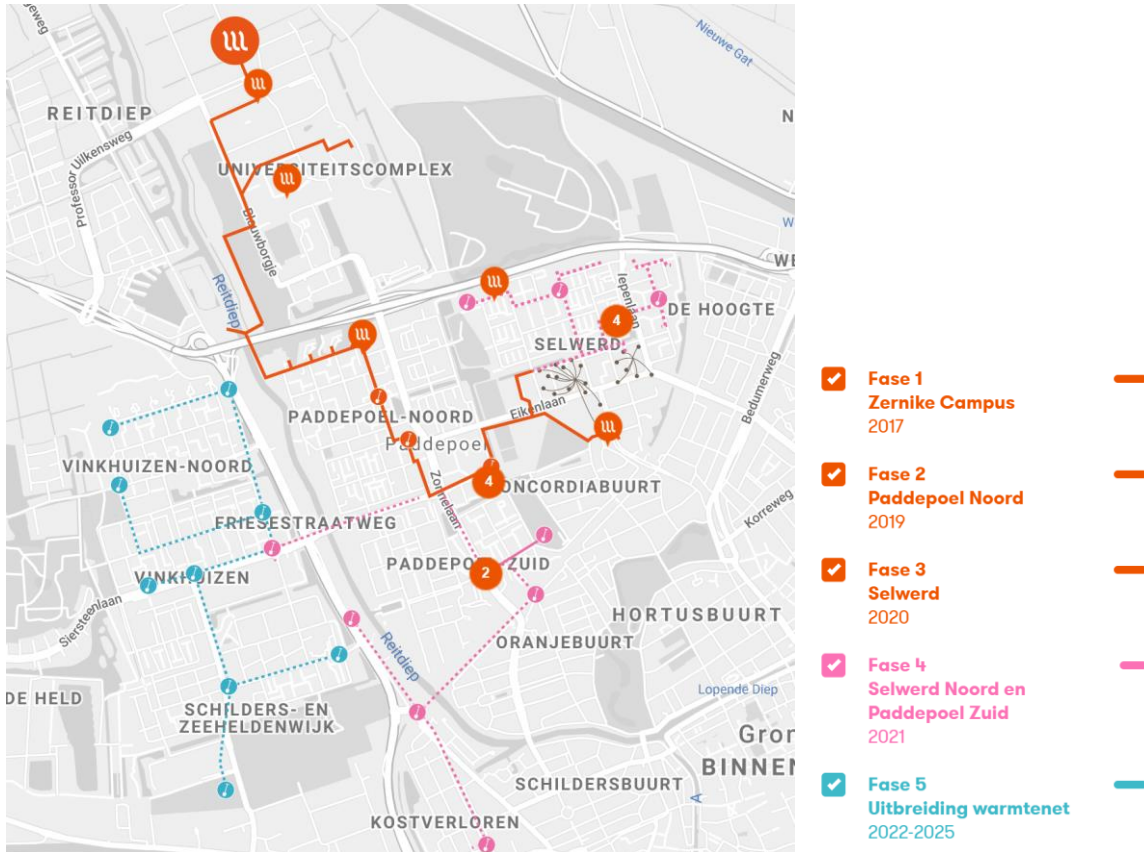 Nieuwe Gat
REITDIEP
Professor Uilkensweg
UNIVERSITEITSCOMPLEX
Blauwborgje
Reitdiep
Iepenlaan
4
DE HOOGTE
SELWERD
Bedumerweg
PADDEPOEL-NOORD
Eikenlaan
Paddepoel
VINKHUIZEN-NOORD
4
CONCORDIABUURT
Zonnelaan
Korreweg
FRIESESTRAATWEG
PADDEPOEL ZUID
2
VINKHUIZEN
Siersteenlaan
HORTUSBUURT
Reitdiep
ORANJEBUURT
DE HELD
Lopende Diep
SCHILDERS- EN
ZEEHELDENWIJK
Gron
BINNEN
SCHILDERSBUURT
A
KOSTVERLOREN
Fase 1
Zernike Campus
2017
Fase 2
Paddepoel Noord
2019
Fase 3
Selwerd
2020
Fase 4
Selwerd Noord en
Paddepoel Zuid
2021
Fase 5
Uitbreiding warmtenet
2022-2025